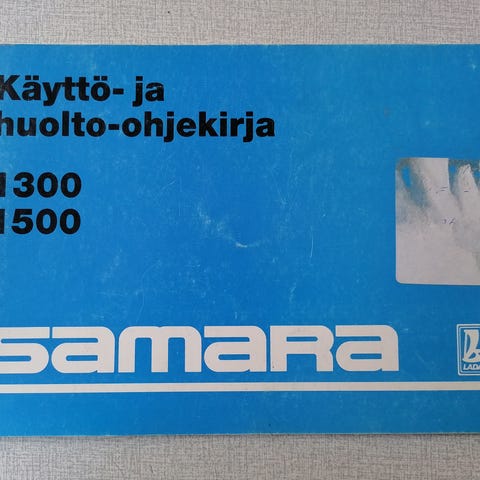 Käyttö- ja
huolto-ohjekirja
1300
1500
SAMARA
LADA